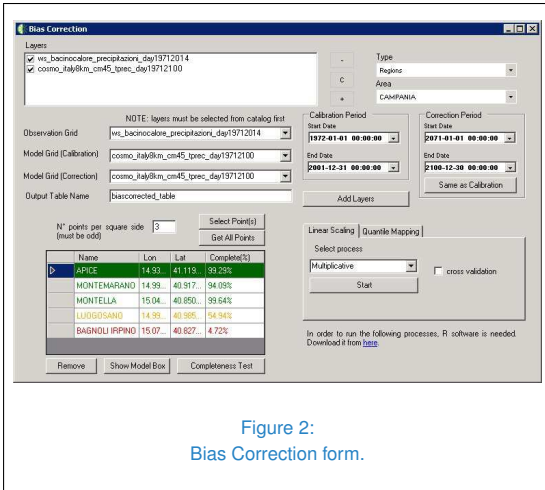 Bias Correction
Layers
ws_bacinocalore_precipitazioni_day19712014
cosmo_italy8km_cm45_tprec_day19712100
-
C
+
Type
Regions
Area
CAMPANIA
NOTE: layers must be selected from catalog first
Observation Grid
ws_bacinocalore_precipitazioni_day19712014
Model Grid (Calibration)
cosmo_italy8km_cm45_tprec_day19712100
Model Grid (Correction)
cosmo_italy8km_cm45_tprec_day19712100
Output Table Name
biascorrected_table
Calibration Period
Start Date
1972-01-01 00:00:00
End Date
2001-12-31 00:00:00
Correction Period
Start Date
2071-01-01 00:00:00
End Date
2100-12-30 00:00:00
Same as Calibration
Add Layers
N° points per square side 3
(must be odd)
Select Point(s)
Get All Points
Name Lon Lat Complete(%)
APICE 14.93... 41.119... 99.29%
MONTEMARANO 14.99... 40.917... 94.09%
MONTELLA 15.04... 40.850... 99.64%
LUOGOSANO 14.99... 40.985... 54.94%
BAGNOLI IRPINO 15.07... 40.827... 4.72%
Remove
Show Model Box
Completeness Test
Linear Scaling
Quantile Mapping
Select process
Multiplicative
cross validation
Start
In order to run the following processes, R software is needed.
Download it from here.
Figure 2:
Bias Correction form.